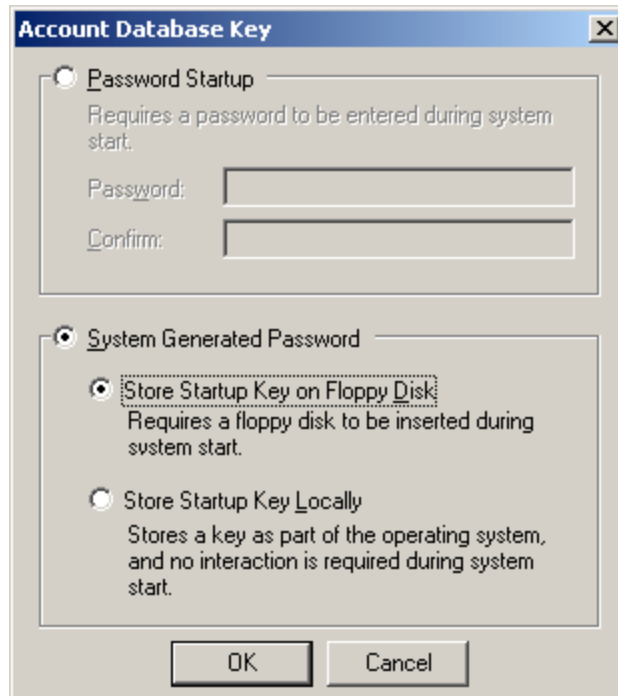 Account Database Key
Password Startup
Requires a password to be entered during system
start.
Password:
Confirm:
System Generated Password
Store Startup Key on Floppy Disk
Requires a floppy disk to be inserted during
system start.
Store Startup Key Locally
Stores a key as part of the operating system,
and no interaction is required during system
start.
OK Cancel